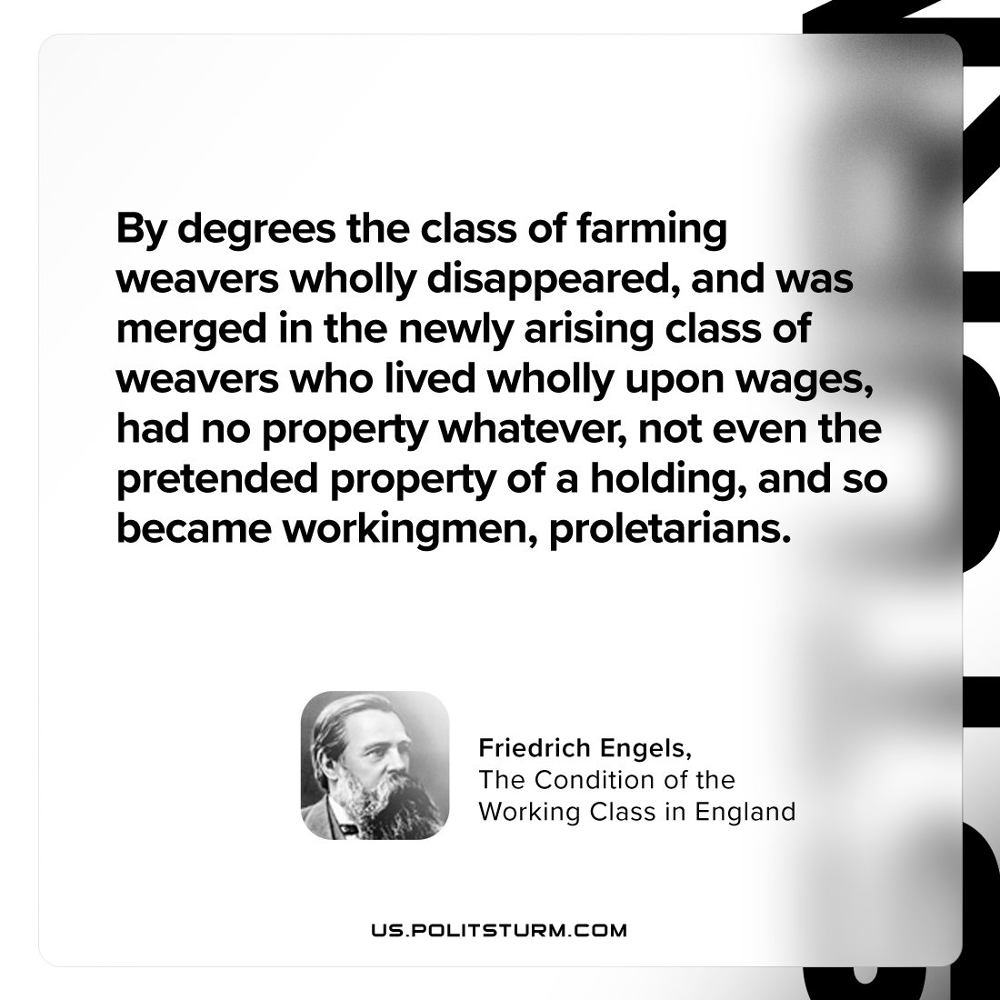 By degrees the class of farming
weavers wholly disappeared, and was
merged in the newly arising class of
weavers who lived wholly upon wages,
had no property whatever, not even the
pretended property of a holding, and so
became workingmen, proletarians.
Friedrich Engels,
The Condition of the
Working Class in England
US.POLITSTURM.COM